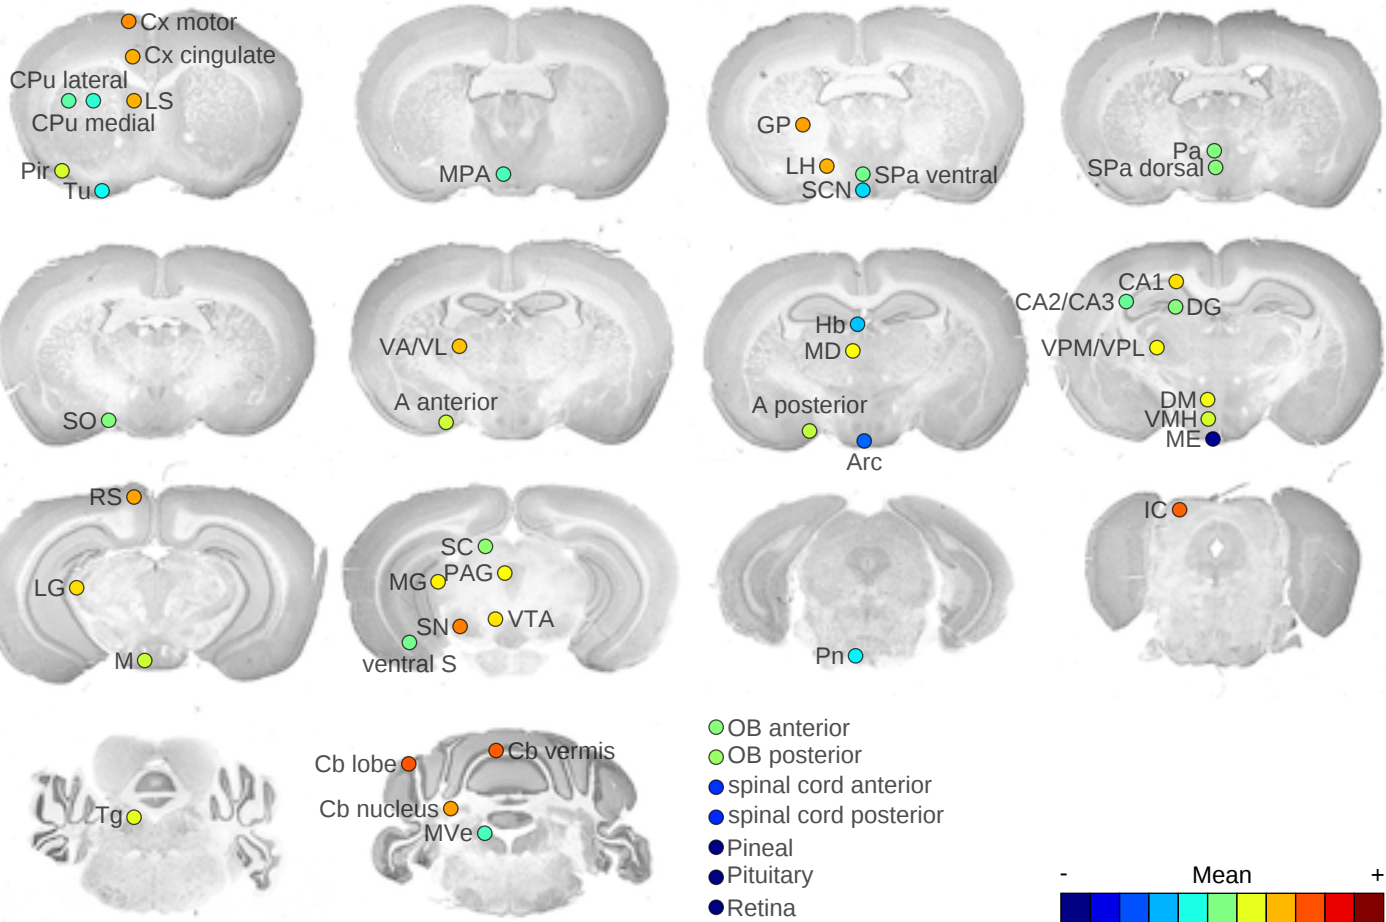 Cx motor
Cx cingulate
CPu lateral
LS
CPu medial
Pir
Tu
MPA
GP
LH
SPa ventral
SCN
Pa
SPa dorsal
SO
VA/VL
A anterior
Hb
MD
A posterior
Arc
CA1
CA2/CA3
DG
VPM/VPL
DM
VMH
ME
RS
LG
M
SC
MG
PAG
SN
VTA
ventral S
Pn
IC
Tg
Cb lobe
Cb vermis
Cb nucleus
MVe
OB anterior
OB posterior
spinal cord anterior
spinal cord posterior
Pineal
Pituitary
Retina
- Mean +